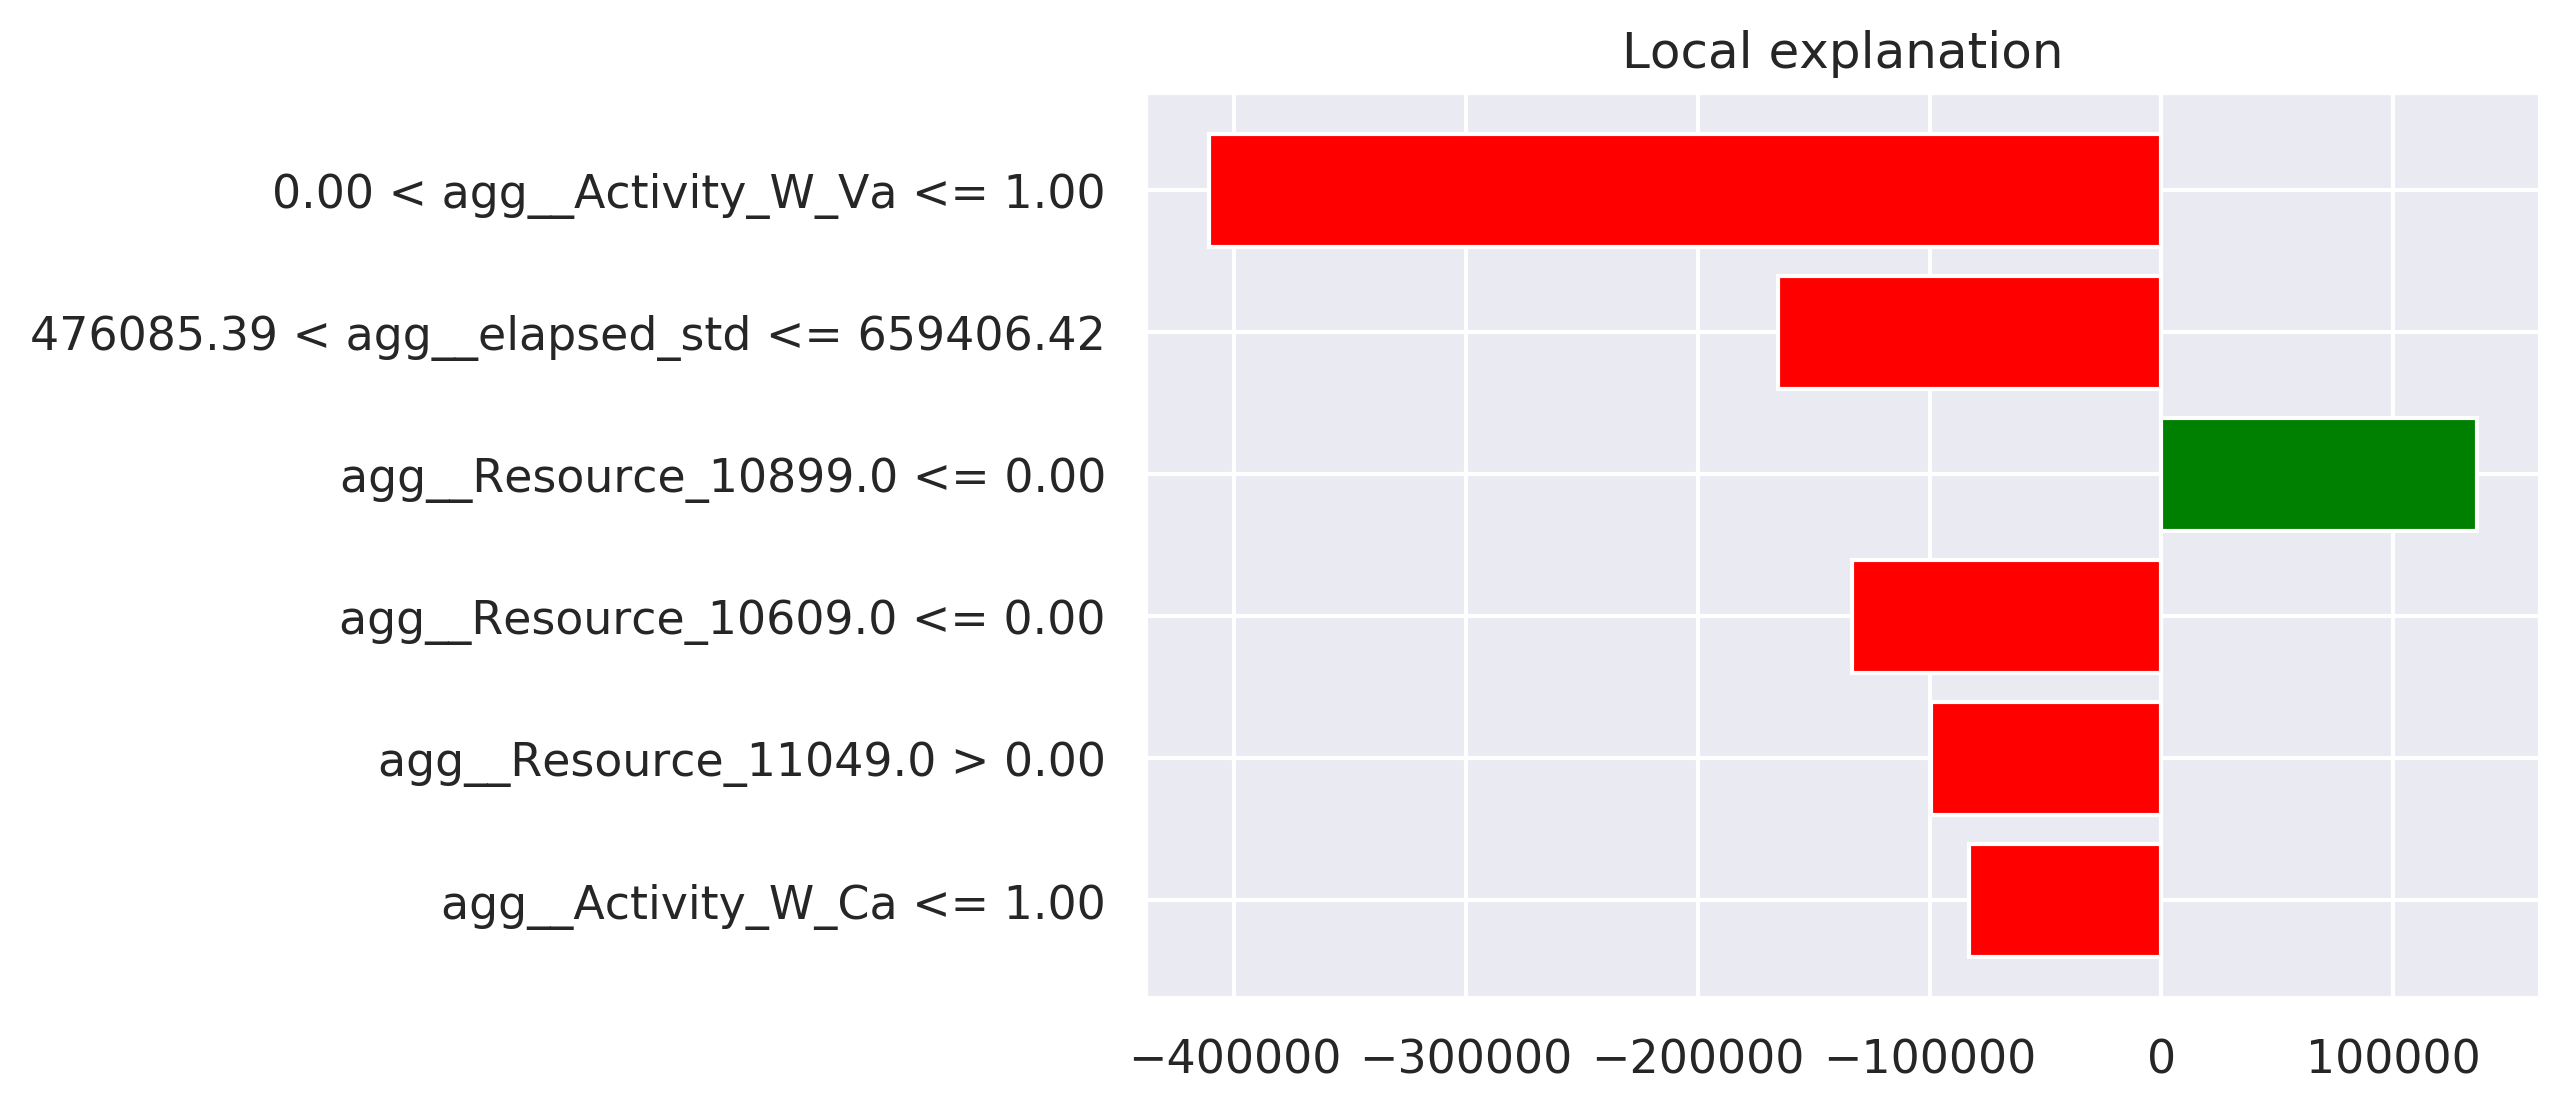 Local explanation
0.00 < agg__Activity_W_Va <= 1.00
476085.39 < agg__elapsed_std <= 659406.42
agg__Resource_10899.0 <= 0.00
agg__Resource_10609.0 <= 0.00
agg__Resource_11049.0 > 0.00
agg__Activity_W_Ca <= 1.00
−400000 −300000 −200000 −100000 0 100000